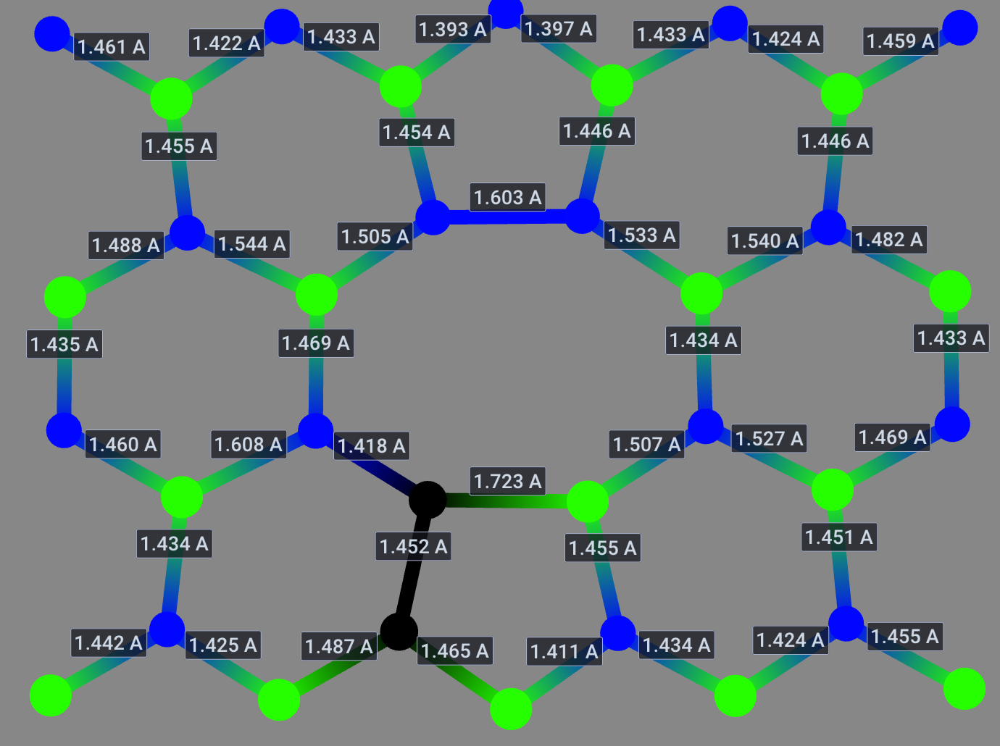 1.461 A
1.422 A
1.433 A
1.393 A
1.397 A
1.433 A
1.424 A
1.459 A
1.455 A
1.454 A
1.446 A
1.446 A
1.603 A
1.488 A
1.544 A
1.505 A
1.533 A
1.540 A
1.482 A
1.435 A
1.469 A
1.434 A
1.433 A
1.460 A
1.608 A
1.418 A
1.507 A
1.527 A
1.469 A
1.723 A
1.434 A
1.452 A
1.455 A
1.451 A
1.442 A
1.425 A
1.487 A
1.465 A
1.411 A
1.434 A
1.424 A
1.455 A